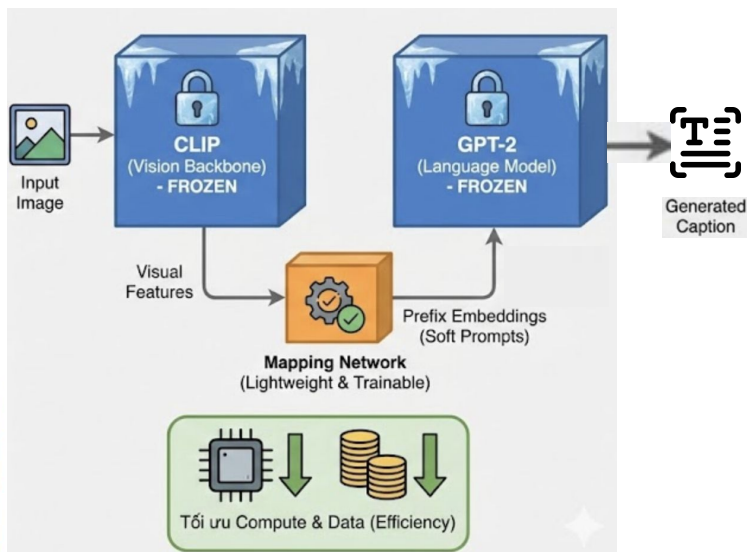 CLIP
(Vision Backbone)
- FROZEN
GPT-2
(Language Model)
- FROZEN
Input
Image
Generated
Caption
Visual
Features
Prefix Embeddings
(Soft Prompts)
Mapping Network
(Lightweight & Trainable)
Tối ưu Compute & Data (Efficiency)